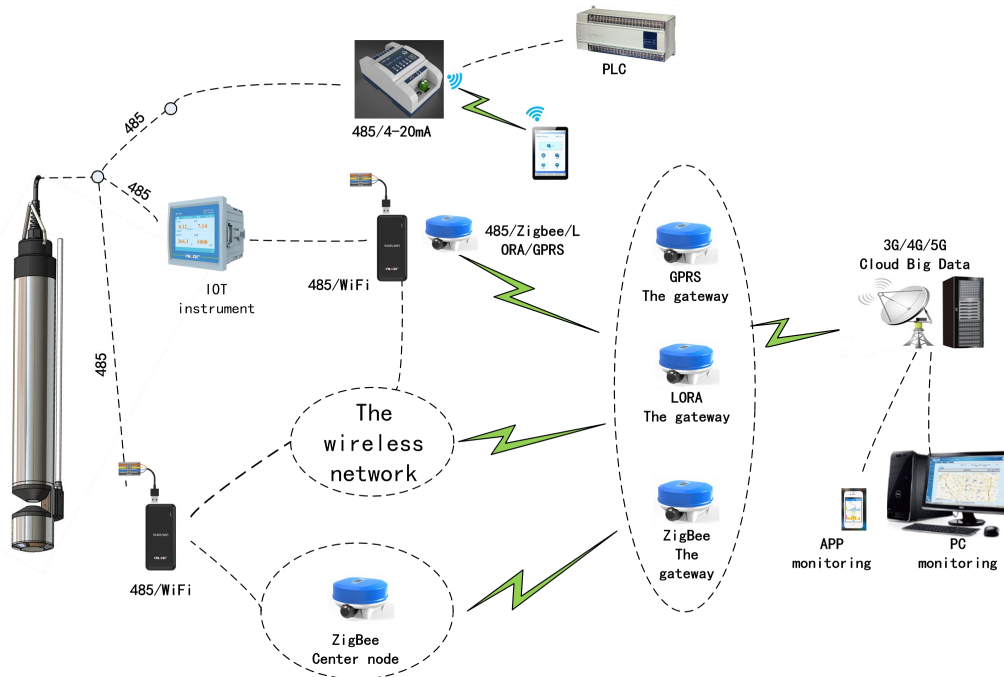 PLC
485
485/4-20mA
485
485/Zigbee/L
ORA/GPRS
3G/4G/5G
Cloud Big Data
GPRS
The gateway
IOT
instrument
485/WiFi
485
LORA
The gateway
The
wireless
network
ZigBee
The
gateway
APP
monitoring
PC
monitoring
485/WiFi
ZigBee
Center node